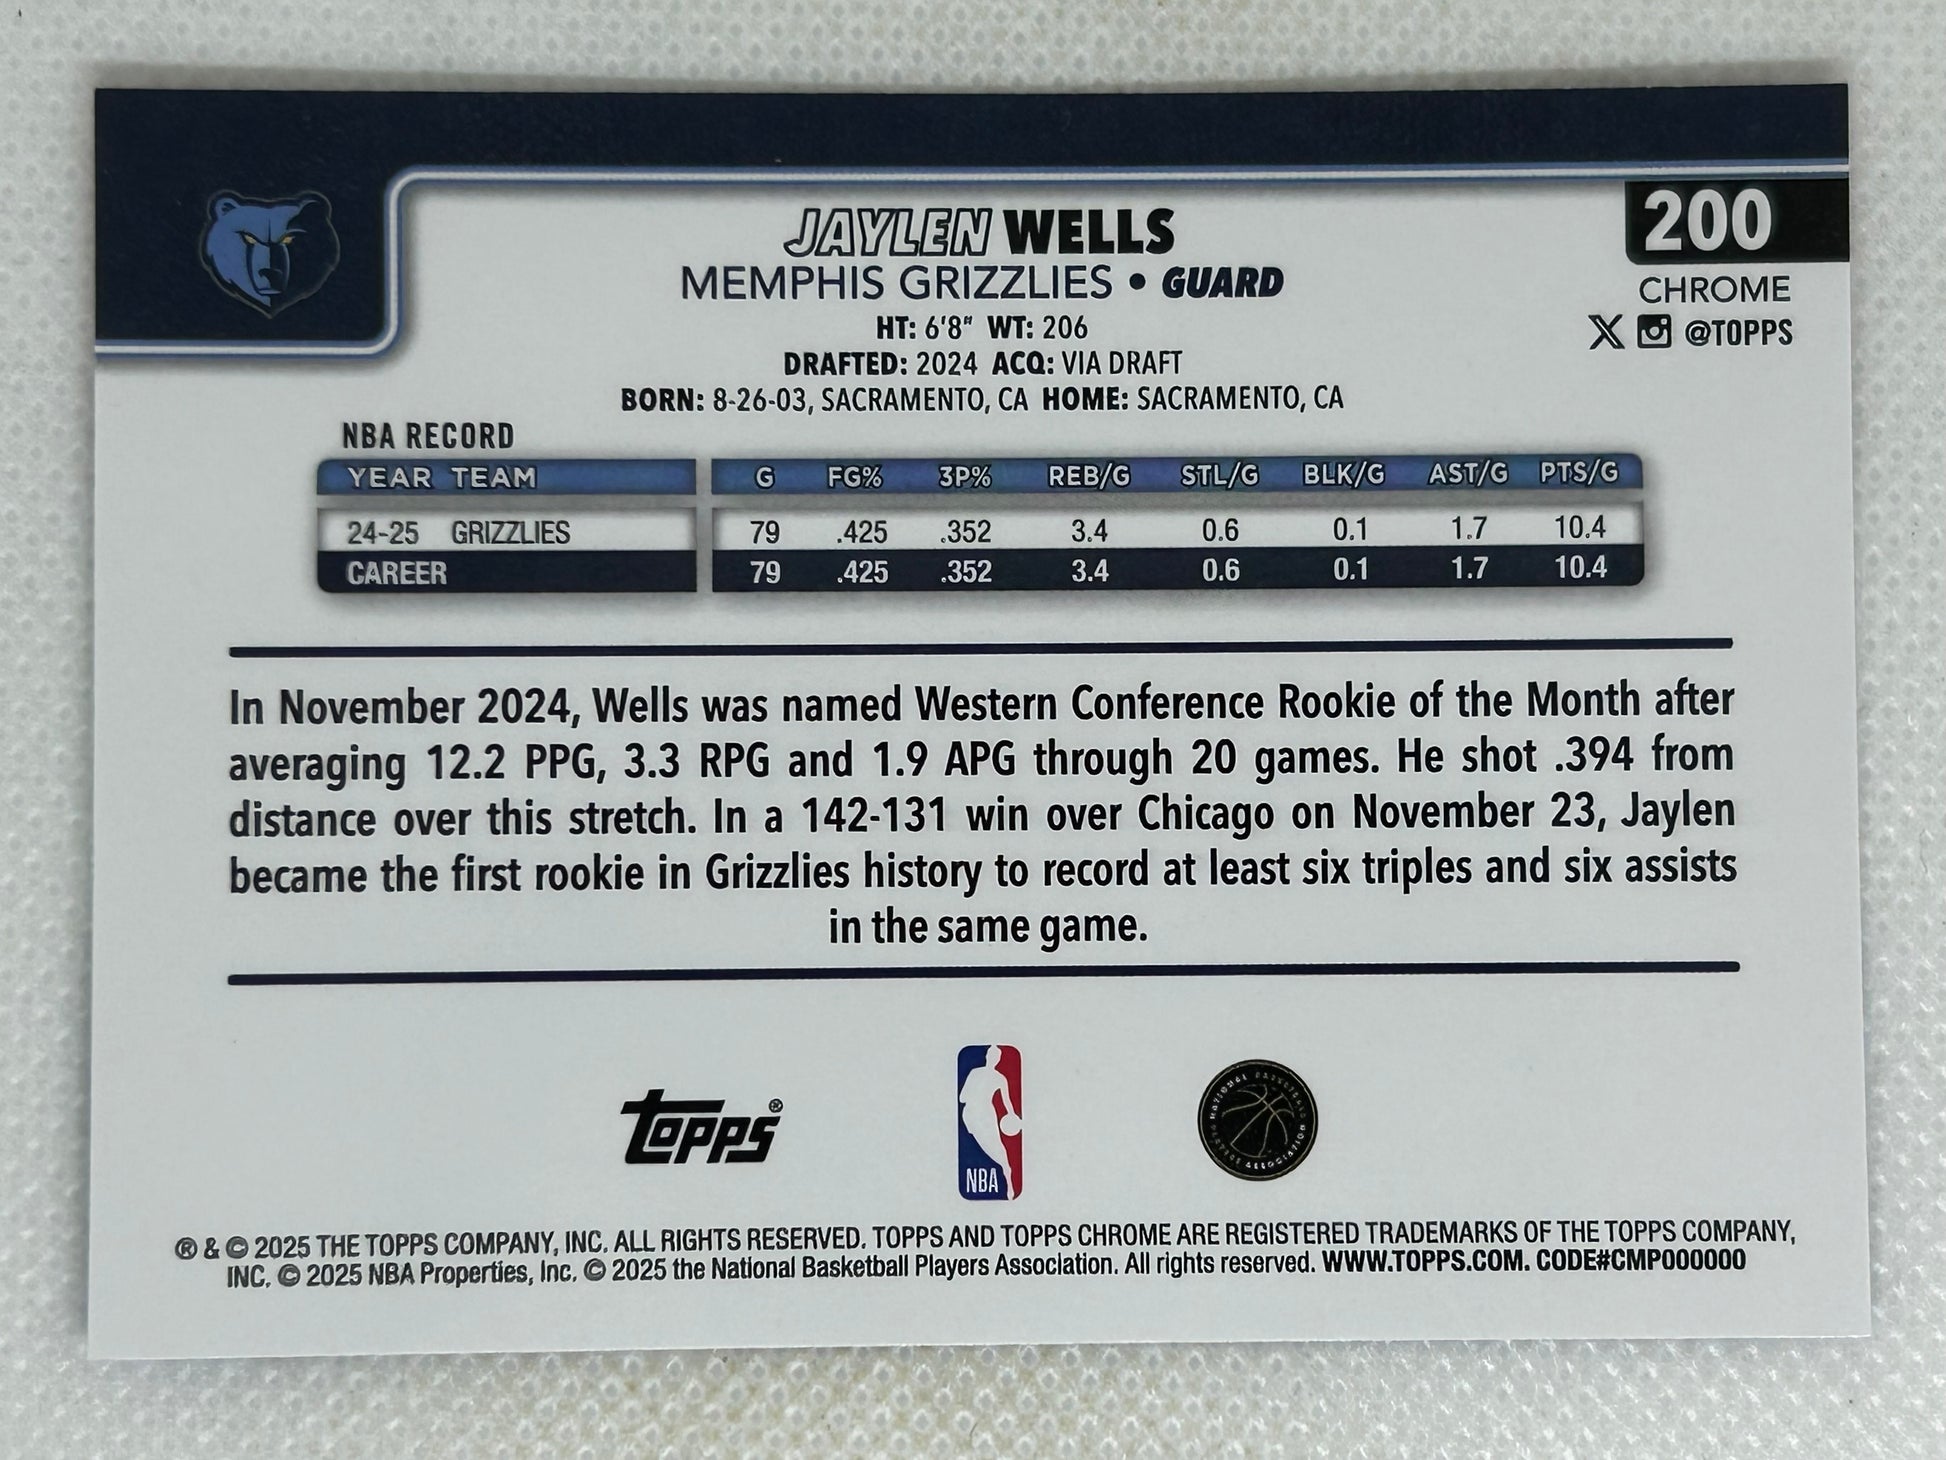 JAYLEN WELLS
MEMPHIS GRIZZLIES • GUARD
HT: 6'8" WT: 206
DRAFTED: 2024 ACQ: VIA DRAFT
BORN: 8-26-03, SACRAMENTO, CA HOME: SACRAMENTO, CA
200
CHROME
X @TOPPS
NBA RECORD
YEAR TEAM G FG% 3P% REB/G STL/G BLK/G AST/G PTS/G
24-25 GRIZZLIES 79 .425 .352 3.4 0.6 0.1 1.7 10.4
CAREER 79 .425 .352 3.4 0.6 0.1 1.7 10.4
In November 2024, Wells was named Western Conference Rookie of the Month after
averaging 12.2 PPG, 3.3 RPG and 1.9 APG through 20 games. He shot .394 from
distance over this stretch. In a 142-131 win over Chicago on November 23, Jaylen
became the first rookie in Grizzlies history to record at least six triples and six assists
in the same game.
Topps®
NBA
NATIONAL BASKETBALL PLAYERS ASSOCIATION
® & © 2025 THE TOPPS COMPANY, INC. ALL RIGHTS RESERVED. TOPPS AND TOPPS CHROME ARE REGISTERED TRADEMARKS OF THE TOPPS COMPANY,
INC. © 2025 NBA Properties, Inc. © 2025 the National Basketball Players Association. All rights reserved. WWW.TOPPS.COM. CODE#CMP000000